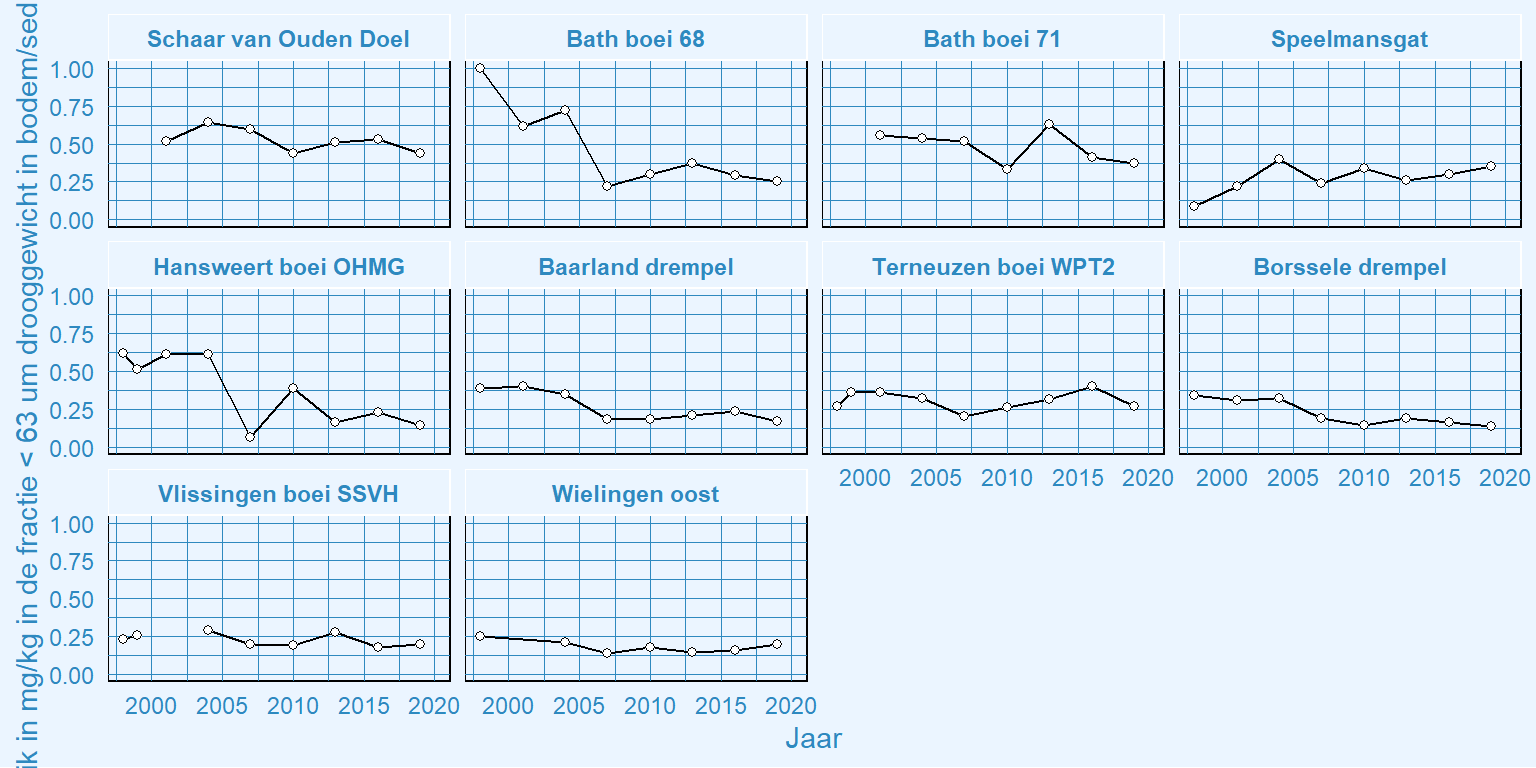 ik in mg/kg in de fractie < 63 um drooggewicht in bodem/sed
Schaar van Ouden Doel
Bath boei 68
Bath boei 71
Speelmansgat
1.00
0.75
0.50
0.25
0.00
Hansweert boei OHMG
Baarland drempel
Terneuzen boei WPT2
Borssele drempel
1.00
0.75
0.50
0.25
0.00
2000 2005 2010 2015 2020
2000 2005 2010 2015 2020
Vlissingen boei SSVH
Wielingen oost
1.00
0.75
0.50
0.25
0.00
2000 2005 2010 2015 2020
2000 2005 2010 2015 2020
Jaar